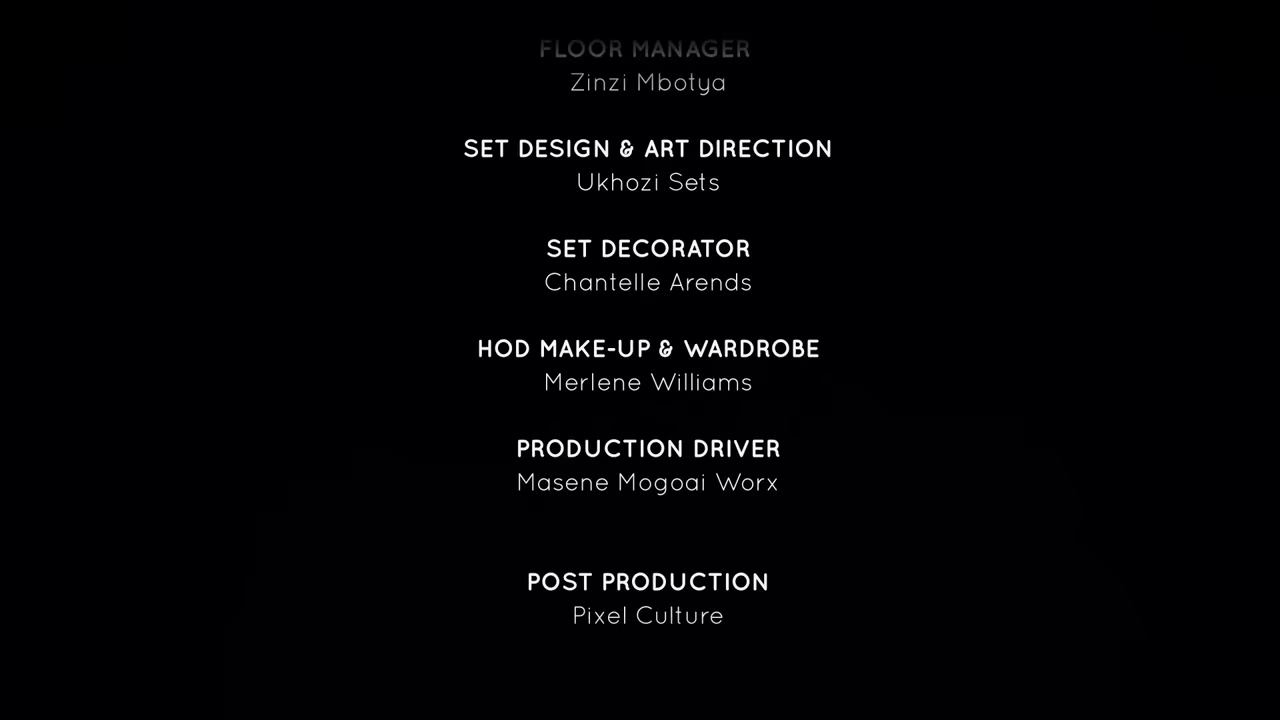 FLOOR MANAGER
Zinzi Mbotya
SET DESIGN & ART DIRECTION
Ukhozi Sets
SET DECORATOR
Chantelle Arends
HOD MAKE-UP & WARDROBE
Merlene Williams
PRODUCTION DRIVER
Masene Mogoai Worx
POST PRODUCTION
Pixel Culture